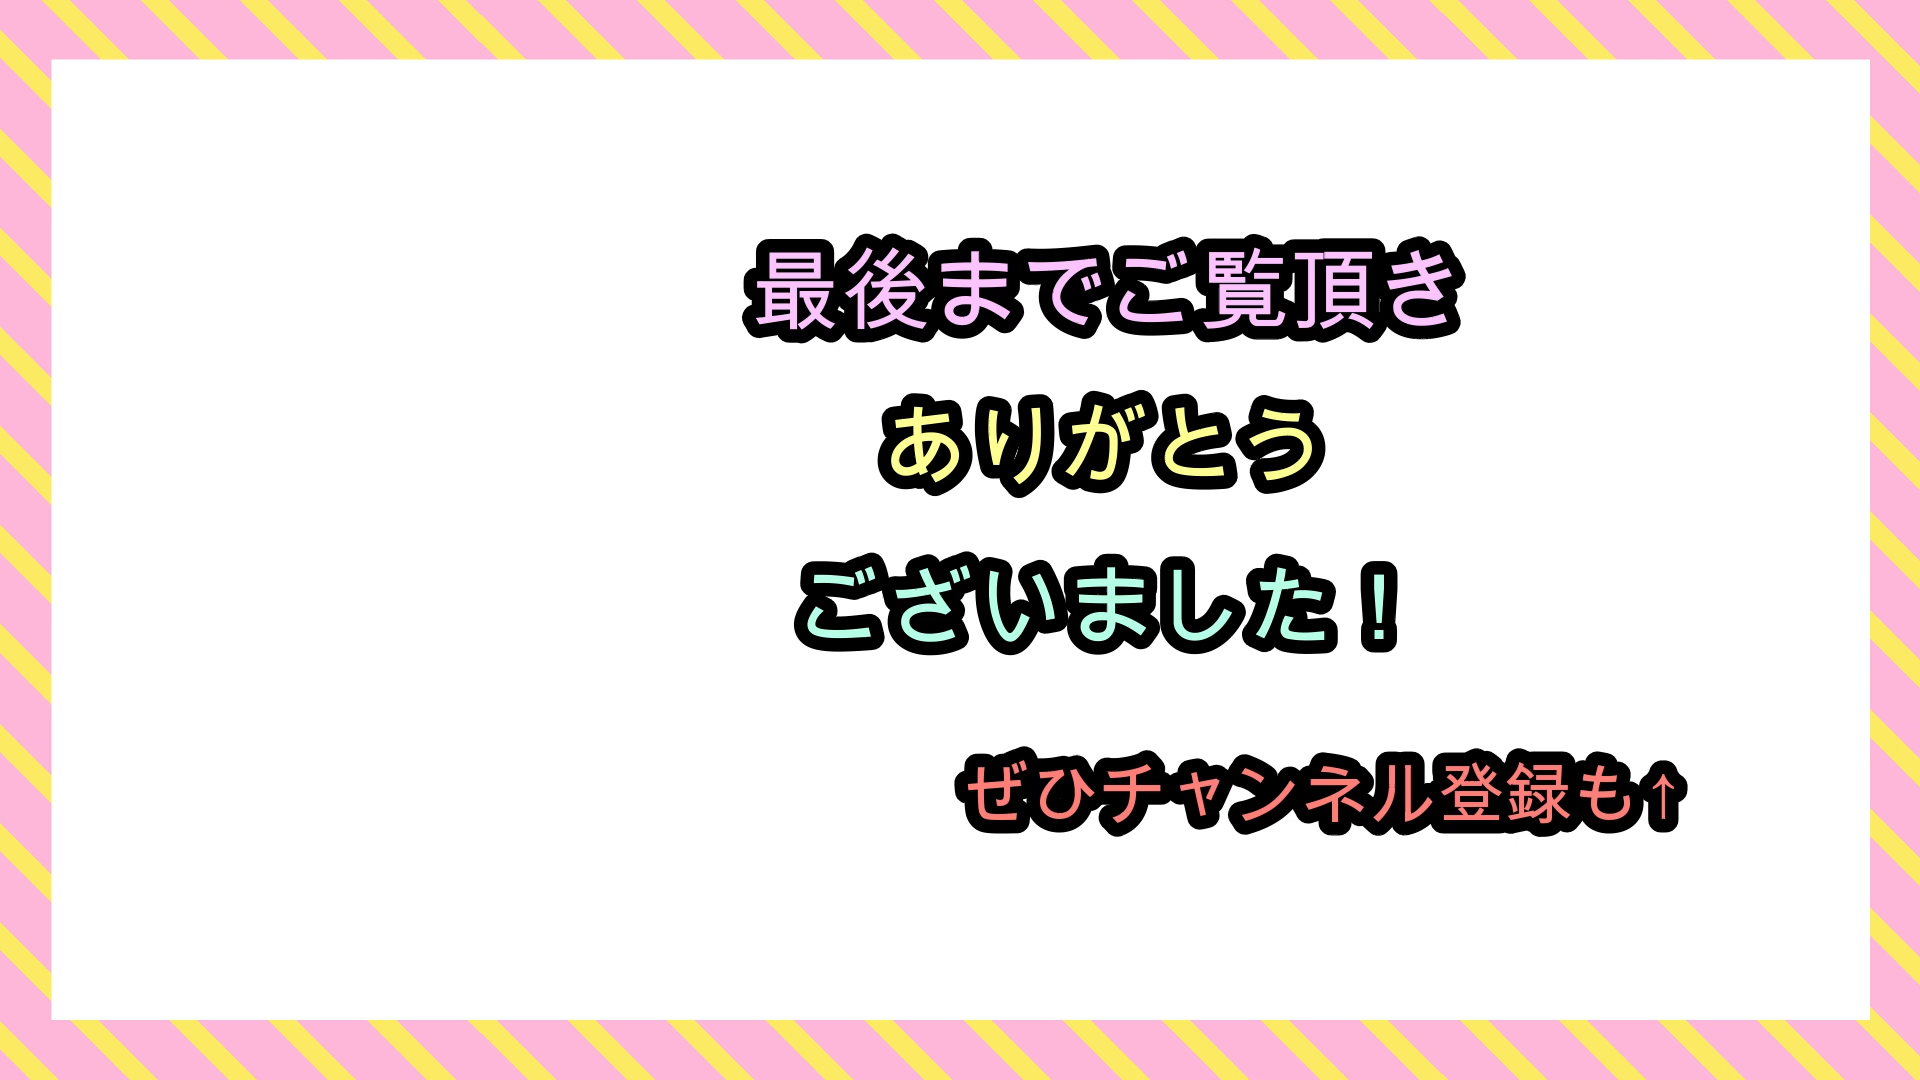 最後までご覧頂き
ありがとう
ございました！
ぜひチャンネル登録も↑